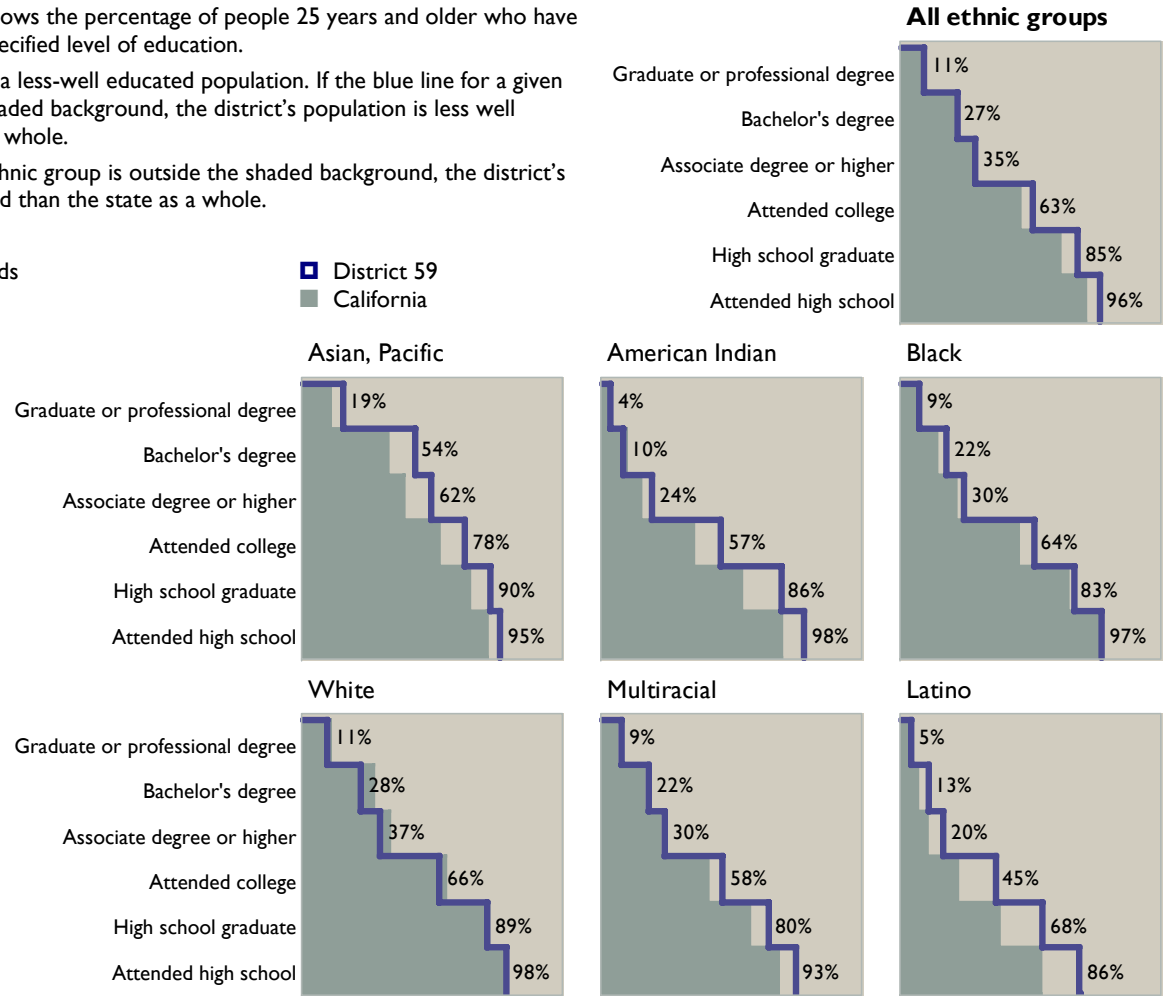 ows the percentage of people 25 years and older who have
ecified level of education.
a less-well educated population. If the blue line for a given
aded background, the district's population is less well
whole.
hnic group is outside the shaded background, the district's
d than the state as a whole.
ds
District 59
California
All ethnic groups
Graduate or professional degree 11%
Bachelor's degree 27%
Associate degree or higher 35%
Attended college 63%
High school graduate 85%
Attended high school 96%
Asian, Pacific
Graduate or professional degree 19%
Bachelor's degree 54%
Associate degree or higher 62%
Attended college 78%
High school graduate 90%
Attended high school 95%
American Indian
4%
10%
24%
57%
86%
98%
Black
9%
22%
30%
64%
83%
97%
White
Graduate or professional degree 11%
Bachelor's degree 28%
Associate degree or higher 37%
Attended college 66%
High school graduate 89%
Attended high school 98%
Multiracial
9%
22%
30%
58%
80%
93%
Latino
5%
13%
20%
45%
68%
86%